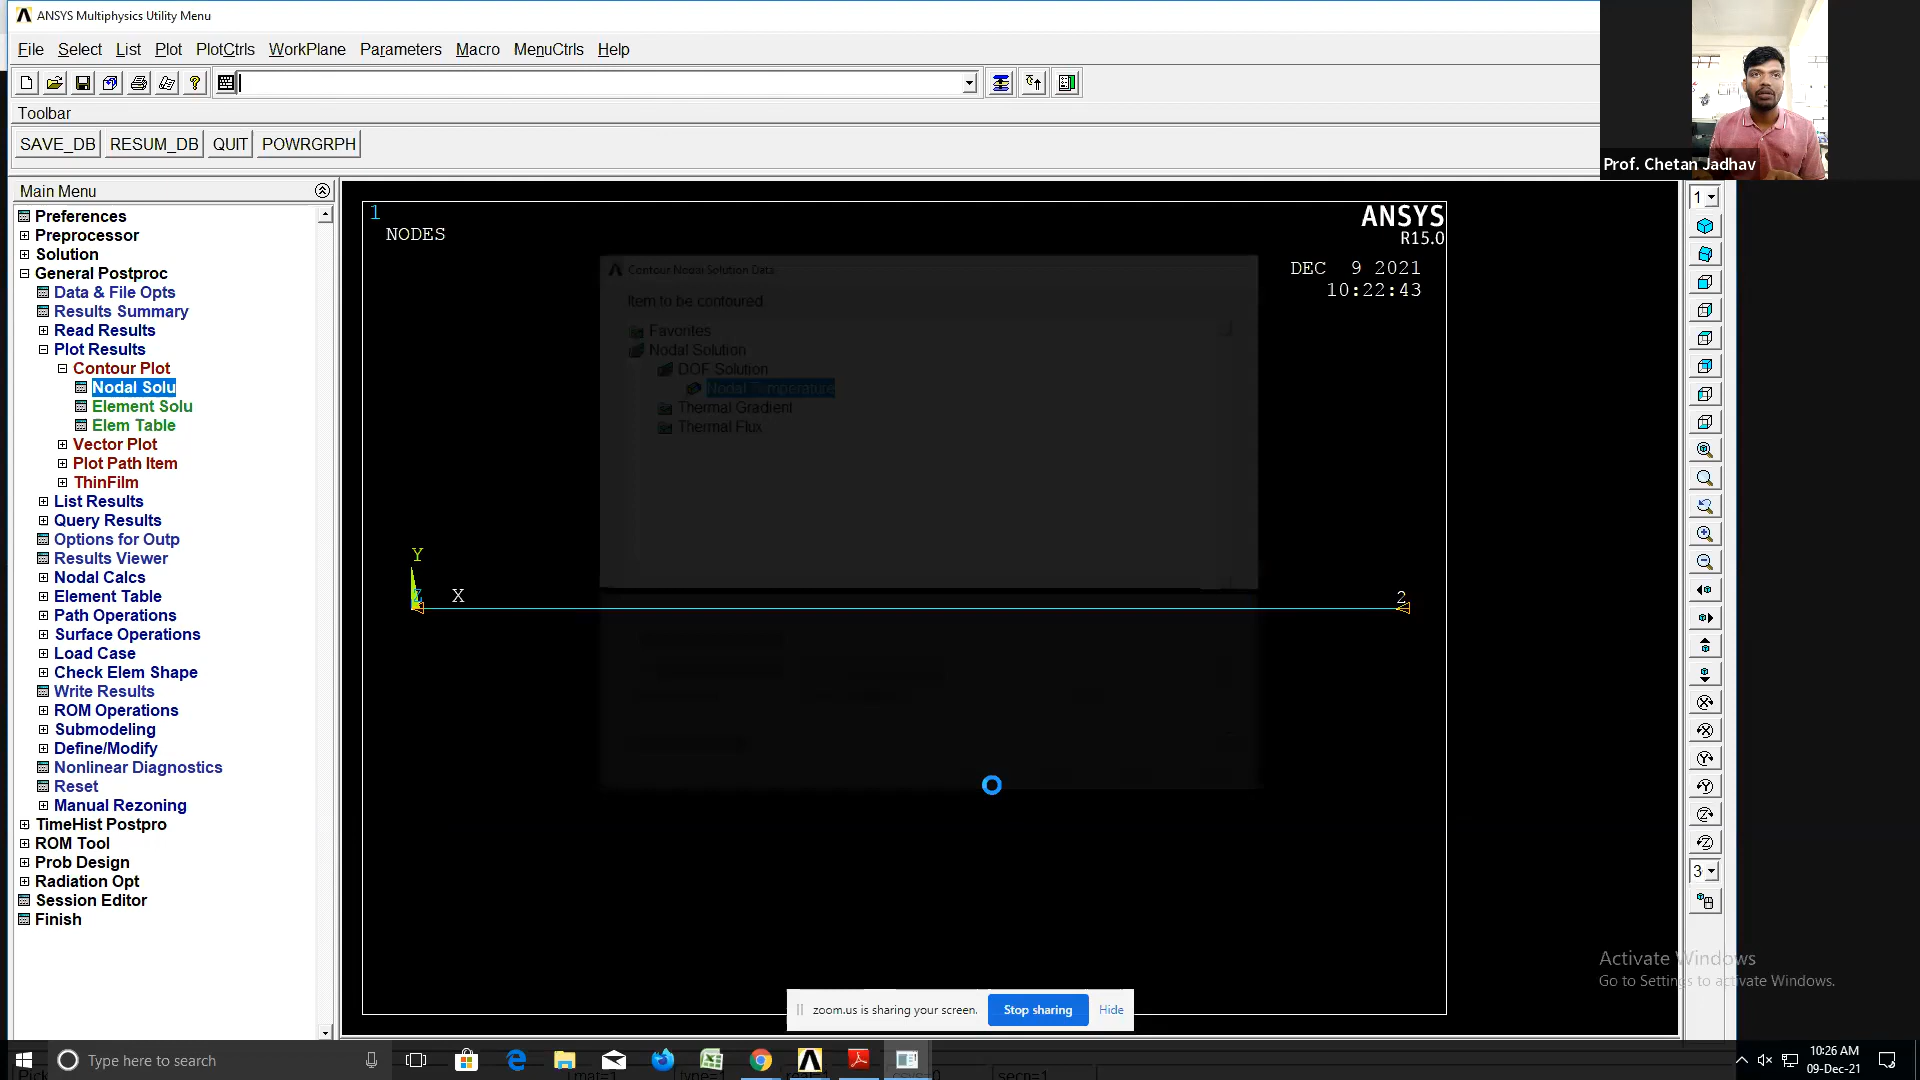 ANSYS Multiphysics Utility Menu
File Select List Plot PlotCtrls WorkPlane Parameters Macro MenuCtrls Help
Toolbar
SAVE_DB RESUM_DB QUIT POWRGRPH
Prof. Chetan Jadhav
Main Menu
Preferences
Preprocessor
Solution
General Postproc
Data & File Opts
Results Summary
Read Results
Plot Results
Contour Plot
Nodal Solu
Element Solu
Elem Table
Vector Plot
Plot Path Item
ThinFilm
List Results
Query Results
Options for Outp
Results Viewer
Nodal Calcs
Element Table
Path Operations
Surface Operations
Load Case
Check Elem Shape
Write Results
ROM Operations
Submodeling
Define/Modify
Nonlinear Diagnostics
Reset
Manual Rezoning
TimeHist Postpro
ROM Tool
Prob Design
Radiation Opt
Session Editor
Finish
1
NODES
ANSYS
R15.0
DEC 9 2021
10:22:43
Contour Nodal Solution Data
Item to be contoured
Favorites
Nodal Solution
DOF Solution
Nodal Temperature
Thermal Gradient
Thermal Flux
Y
Z X
2
1
3
Activate Windows
Go to Settings to activate Windows.
zoom.us is sharing your screen. Stop sharing Hide
Type here to search
10:26 AM
09-Dec-21